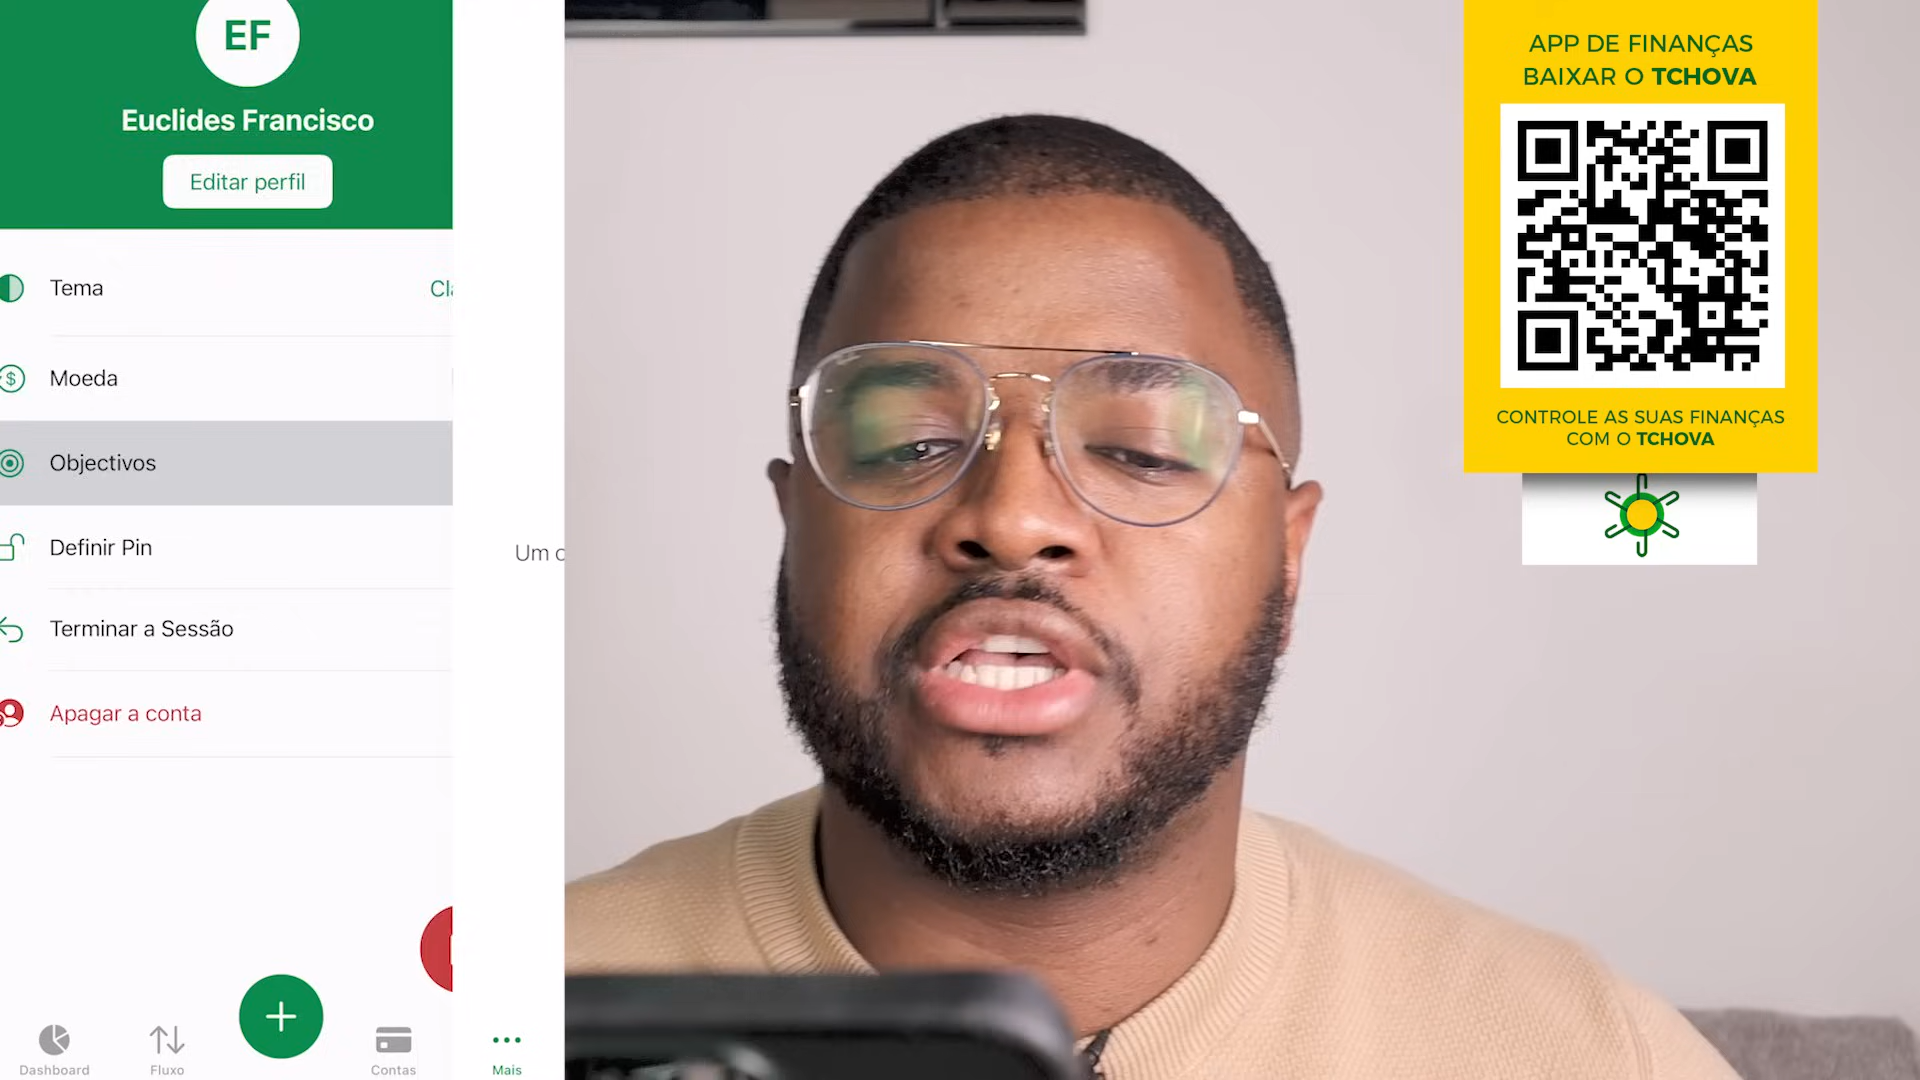 EF
Euclides Francisco
Editar perfil
Tema
Moeda
Objectivos
Definir Pin
Terminar a Sessão
Apagar a conta
Um
Dashboard
Fluxo
Contas
Mais
APP DE FINANÇAS
BAIXAR O TCHOVA
CONTROLE AS SUAS FINANÇAS
COM O TCHOVA